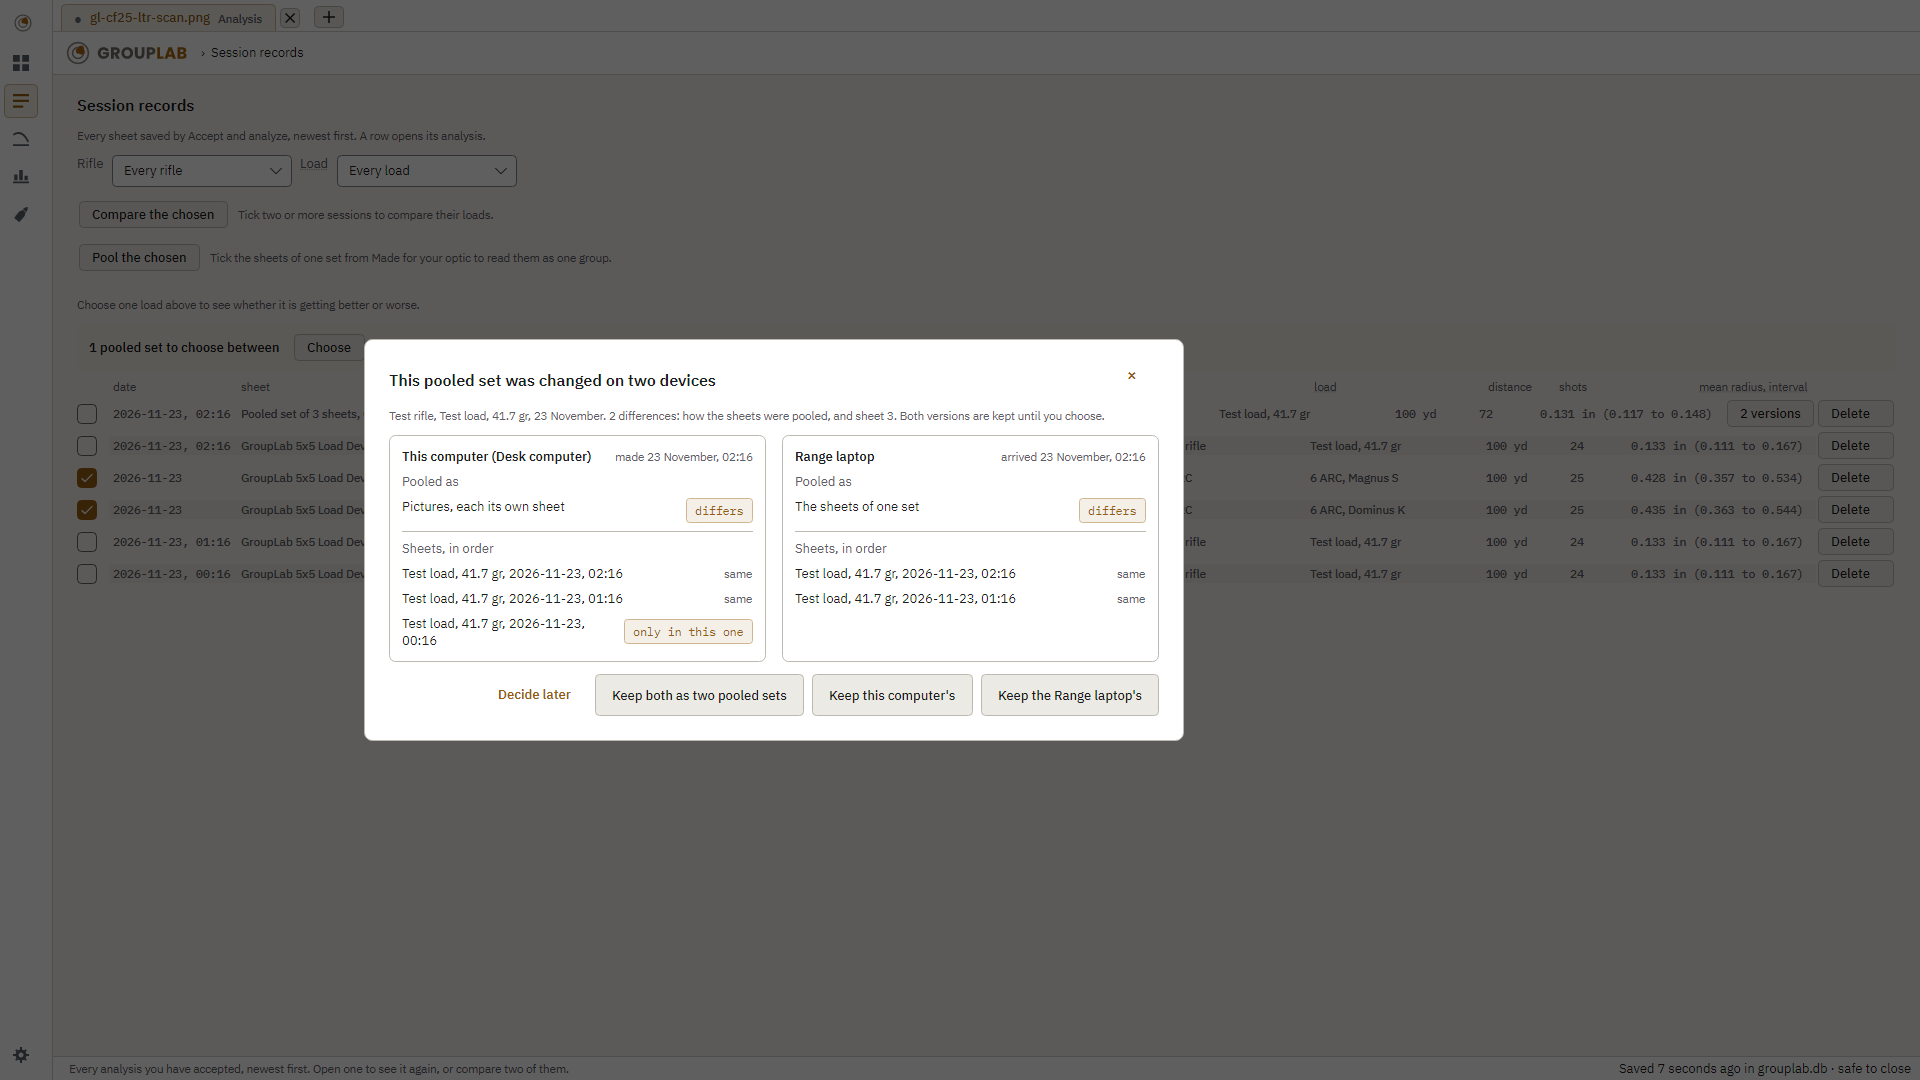 gl-cf25-ltr-scan.png Analysis
GROUPLAB › Session records
Session records
Every sheet saved by Accept and analyze, newest first. A row opens its analysis.
Rifle Every rifle Load Every load
Compare the chosen Tick two or more sessions to compare their loads.
Pool the chosen Tick the sheets of one set from Made for your optic to read them as one group.
Choose one load above to see whether it is getting better or worse.
1 pooled set to choose between Choose
date sheet load distance shots mean radius, interval
2026-11-23, 02:16 Pooled set of 3 sheets, Test load, 41.7 gr 100 yd 72 0.131 in (0.117 to 0.148) 2 versions Delete
2026-11-23, 02:16 GroupLab 5x5 Load Dev rifle Test load, 41.7 gr 100 yd 24 0.133 in (0.111 to 0.167) Delete
2026-11-23 GroupLab 5x5 Load Dev C 6 ARC, Magnus S 100 yd 25 0.428 in (0.357 to 0.534) Delete
2026-11-23 GroupLab 5x5 Load Dev C 6 ARC, Dominus K 100 yd 25 0.435 in (0.363 to 0.544) Delete
2026-11-23, 01:16 GroupLab 5x5 Load Dev rifle Test load, 41.7 gr 100 yd 24 0.133 in (0.111 to 0.167) Delete
2026-11-23, 00:16 GroupLab 5x5 Load Dev rifle Test load, 41.7 gr 100 yd 24 0.133 in (0.111 to 0.167) Delete
This pooled set was changed on two devices
Test rifle, Test load, 41.7 gr, 23 November. 2 differences: how the sheets were pooled, and sheet 3. Both versions are kept until you choose.
This computer (Desk computer) made 23 November, 02:16
Pooled as
Pictures, each its own sheet differs
Sheets, in order
Test load, 41.7 gr, 2026-11-23, 02:16 same
Test load, 41.7 gr, 2026-11-23, 01:16 same
Test load, 41.7 gr, 2026-11-23,
00:16 only in this one
Range laptop arrived 23 November, 02:16
Pooled as
The sheets of one set differs
Sheets, in order
Test load, 41.7 gr, 2026-11-23, 02:16 same
Test load, 41.7 gr, 2026-11-23, 01:16 same
Decide later Keep both as two pooled sets Keep this computer's Keep the Range laptop's
Every analysis you have accepted, newest first. Open one to see it again, or compare two of them.
Saved 7 seconds ago in grouplab.db · safe to close